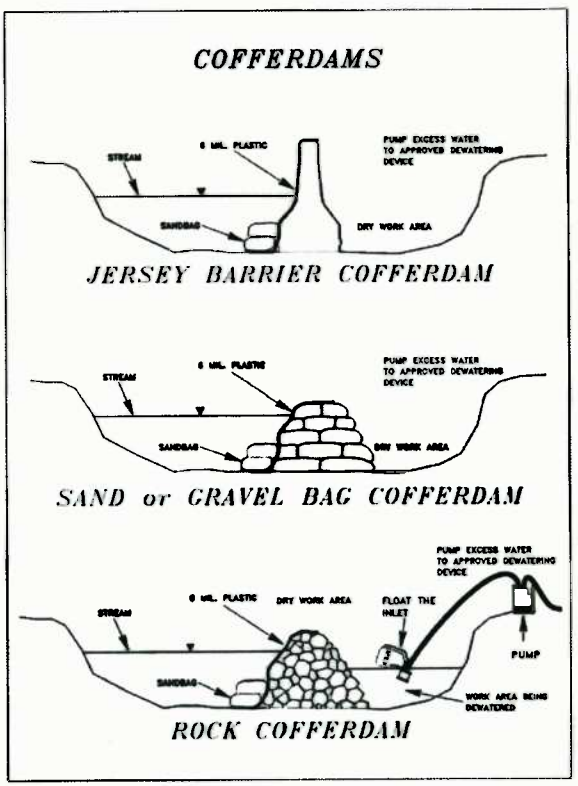 COFFERDAMS
6 MIL. PLASTIC
PUMP EXCESS WATER
TO APPROVED DEWATERING
DEVICE
STREAM
SANDBAG
DRY WORK AREA
JERSEY BARRIER COFFERDAM
6 MIL. PLASTIC
PUMP EXCESS WATER
TO APPROVED DEWATERING
DEVICE
STREAM
SANDBAG
DRY WORK AREA
SAND or GRAVEL BAG COFFERDAM
PUMP EXCESS WATER
TO APPROVED DEWATERING
DEVICE
6 MIL. PLASTIC
DRY WORK AREA
FLOAT THE
INLET
STREAM
PUMP
SANDBAG
WORK AREA BEING
DEWATERED
ROCK COFFERDAM